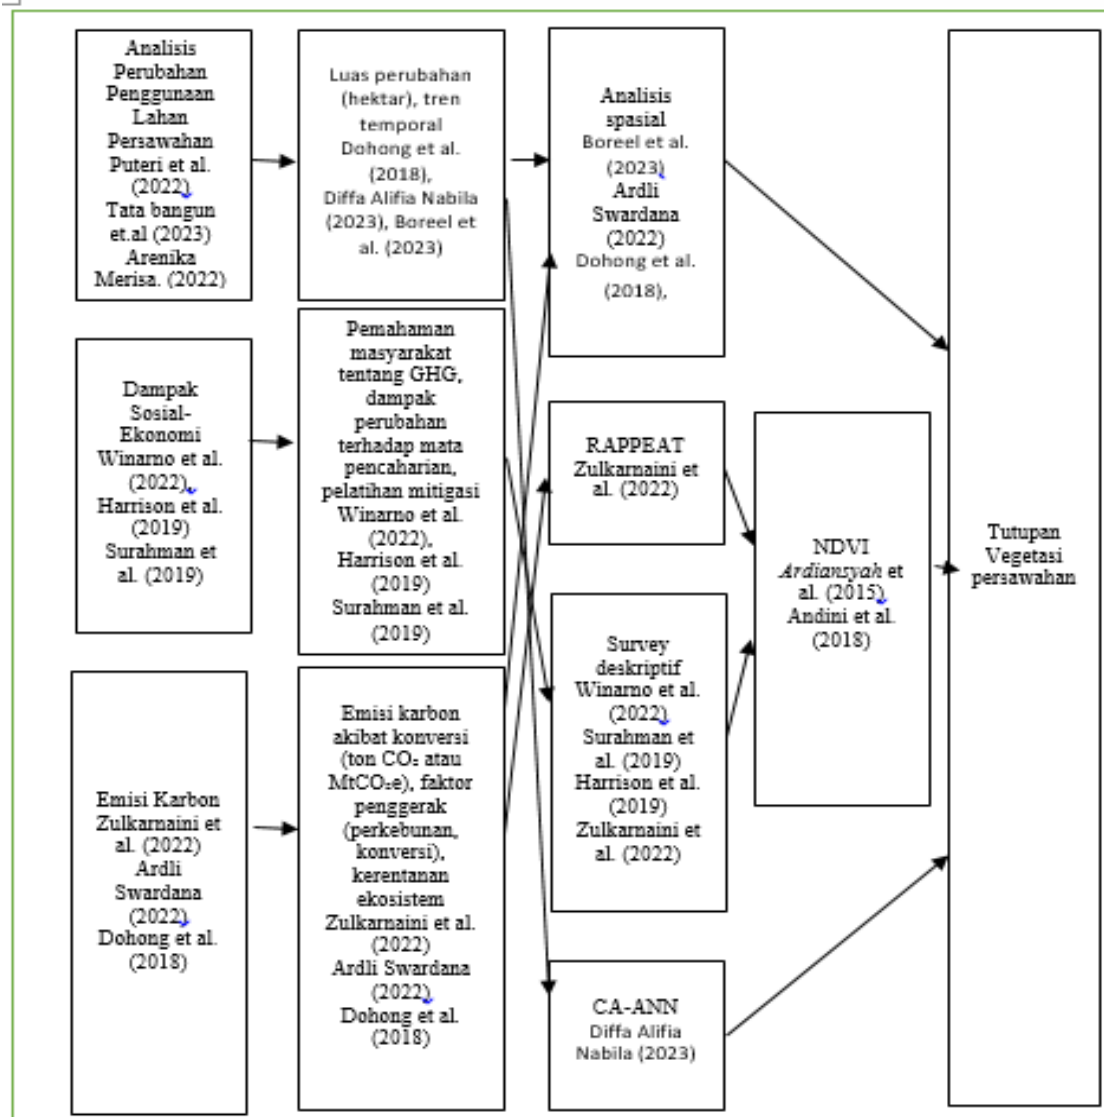 Analisis
Perubahan
Penggunaan
Lahan
Persawahan
Puteri et al.
(2022),
Tata bangun
et.al (2023)
Arenika
Merisa. (2022)
Luas perubahan
(hektar), tren
temporal
Dohong et al.
(2018),
Diffa Alifia Nabila
(2023), Boreel et
al. (2023)
Analisis
spasial
Boreel et al.
(2023),
Ardli
Swardana
(2022)
Dohong et al.
(2018),
Dampak
Sosial-
Ekonomi
Winarno et al.
(2022),
Harrison et al.
(2019)
Surahman et
al. (2019)
Pemahaman
masyarakat
tentang GHG,
dampak
perubahan
terhadap mata
pencaharian,
pelatihan mitigasi
Winarno et al.
(2022),
Harrison et al.
(2019)
Surahman et al.
(2019)
RAPPEAT
Zulkarnaini et
al. (2022)
Survey
deskriptif
Winarno et al.
(2022),
Surahman et
al. (2019)
Harrison et al.
(2019)
Zulkarnaini et
al. (2022)
NDVI
Ardiansyah et
al. (2015),
Andini et al.
(2018)
Tutupan
Vegetasi
persawahan
Emisi Karbon
Zulkarnaini et
al. (2022)
Ardli
Swardana
(2022),
Dohong et al.
(2018)
Emisi karbon
akibat konversi
(ton CO₂ atau
MtCO₂e), faktor
penggerak
(perkebunan,
konversi),
kerentanan
ekosistem
Zulkarnaini et al.
(2022)
Ardli Swardana
(2022),
Dohong et al.
(2018)
CA-ANN
Diffa Alifia
Nabila (2023)